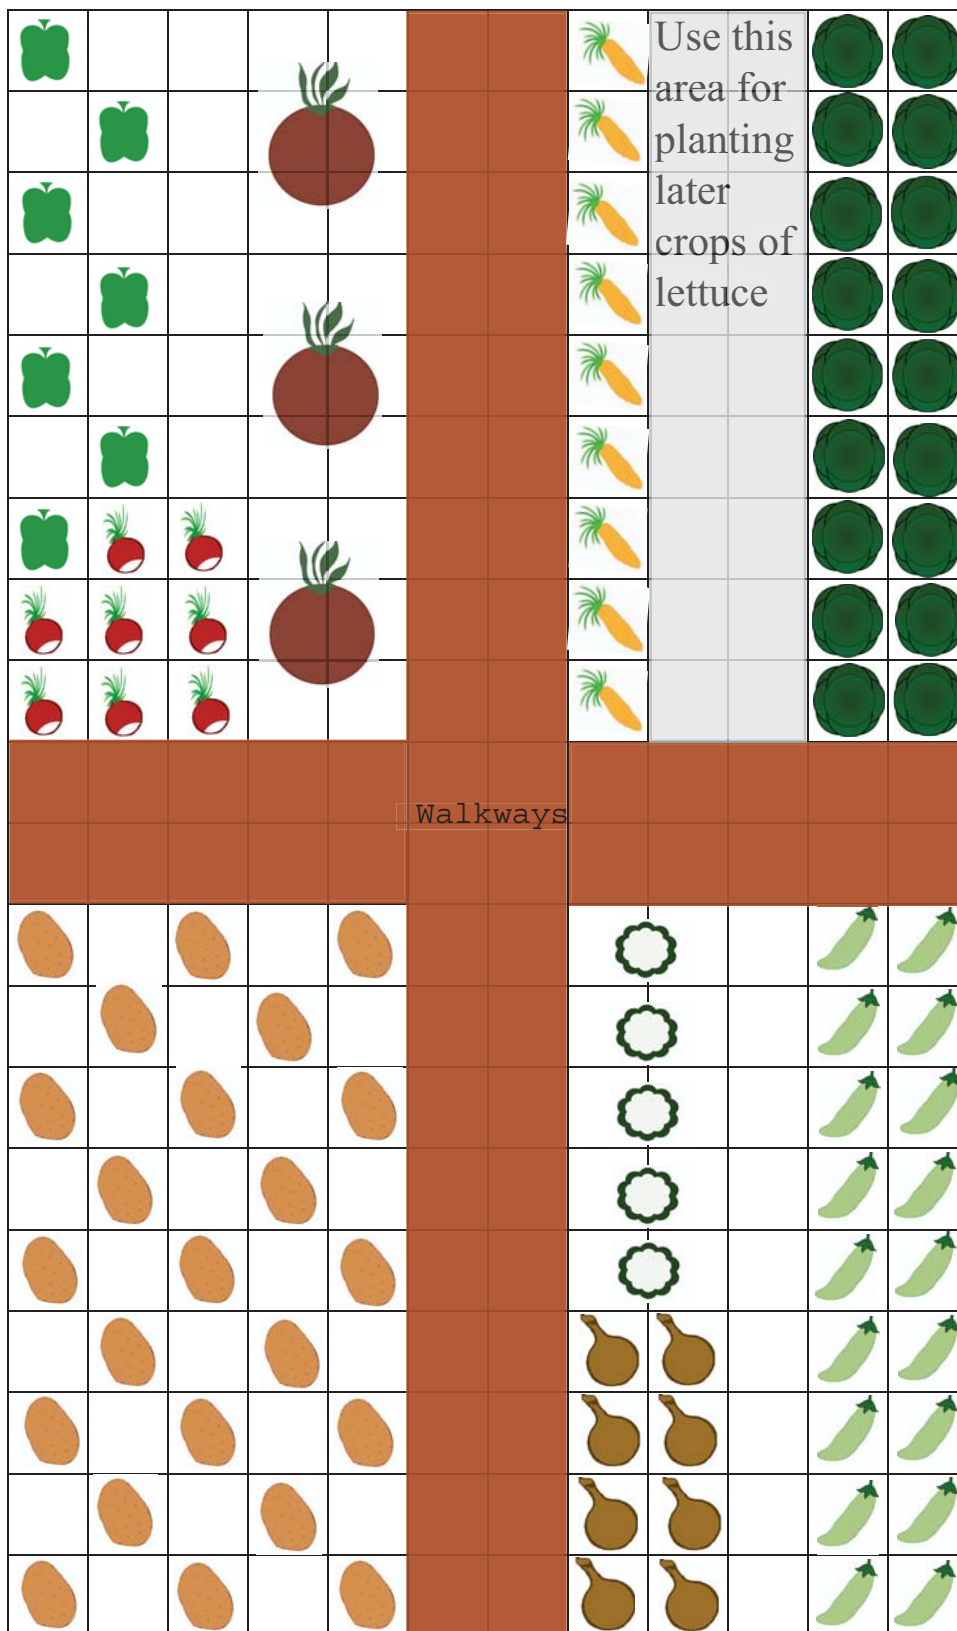 Use this
area for
planting
later
crops of
lettuce
Walkways